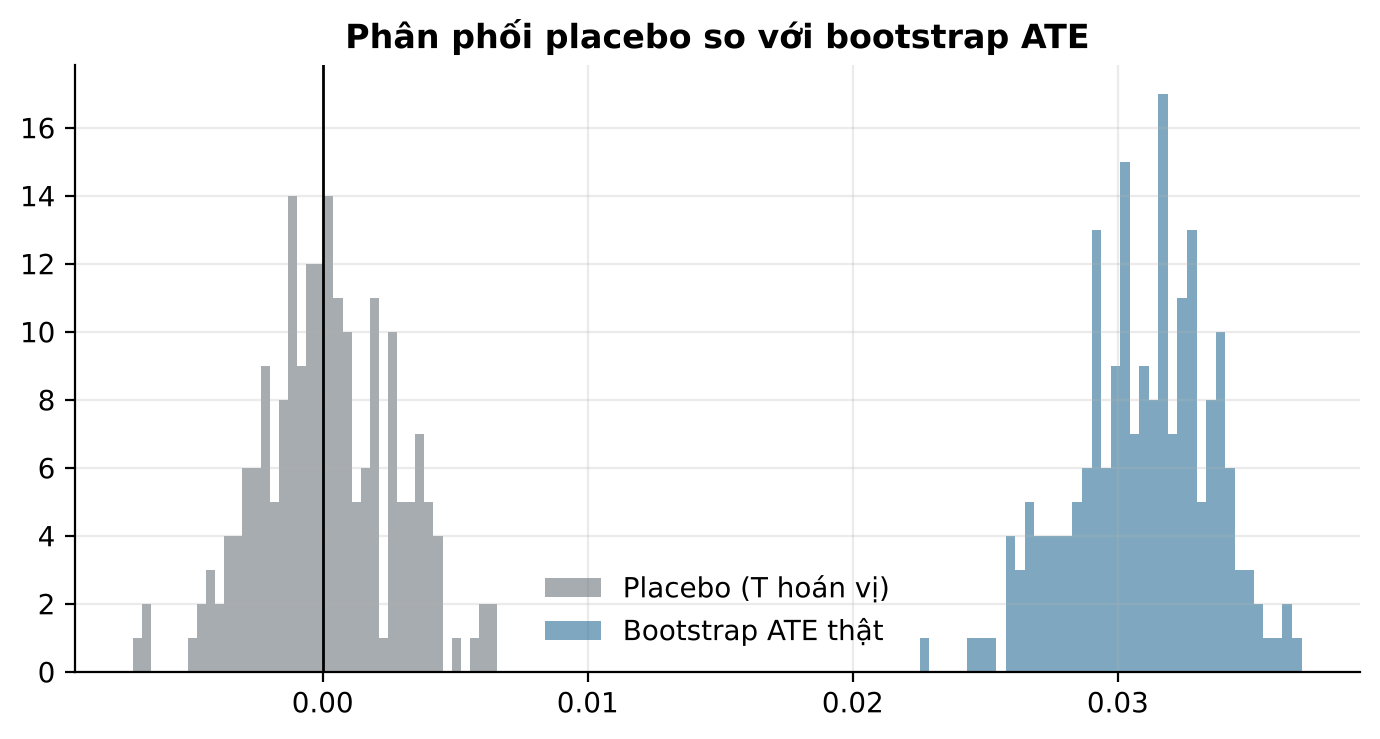 Phân phối placebo so với bootstrap ATE
16
14
12
10
8
6
4
2
0
Placebo (T hoán vị)
Bootstrap ATE thật
0.00 0.01 0.02 0.03